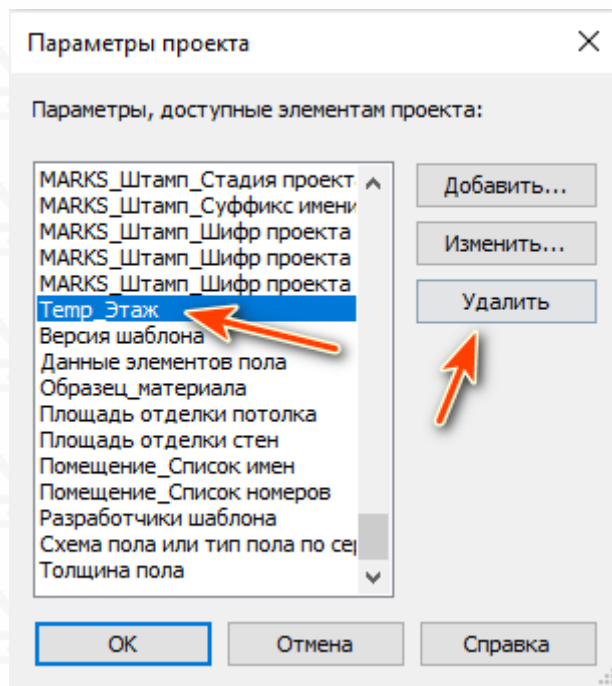 Параметры проекта
Параметры, доступные элементам проекта:
MARKS_Штамп_Стадия проект
MARKS_Штамп_Суффикс имени
MARKS_Штамп_Шифр проекта
MARKS_Штамп_Шифр проекта
MARKS_Штамп_Шифр проекта
Temp_Этаж
Версия шаблона
Данные элементов пола
Образец_материала
Площадь отделки потолка
Площадь отделки стен
Помещение_Список имен
Помещение_Список номеров
Разработчики шаблона
Схема пола или тип пола по се
Толщина пола
Добавить...
Изменить...
Удалить
ОК
Отмена
Справка